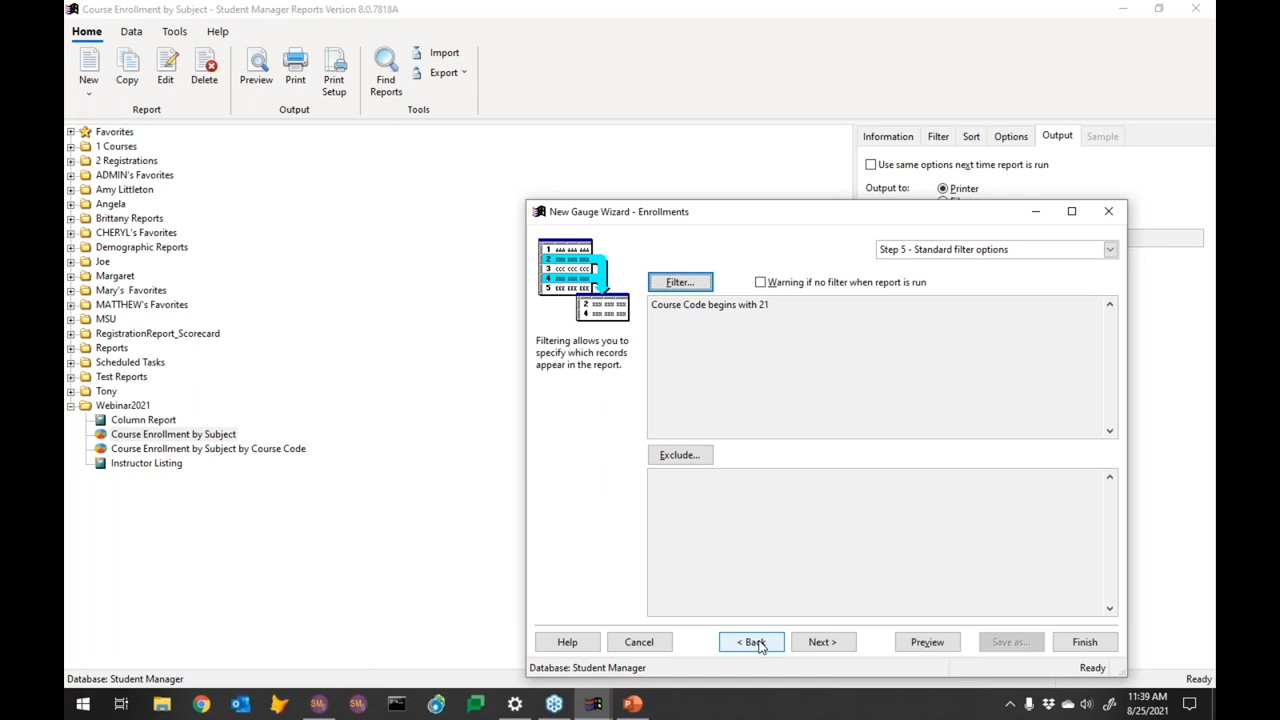 Course Enrollment by Subject - Student Manager Reports Version 8.0.7818A
Home Data Tools Help
New Copy Edit Delete Preview Print Print Setup Find Reports Import Export
Report Output Tools
Favorites
1 Courses
2 Registrations
ADMIN's Favorites
Amy Littleton
Angela
Brittany Reports
CHERYL's Favorites
Demographic Reports
Joe
Margaret
Mary's Favorites
MATTHEW's Favorites
MSU
RegistrationReport_Scorecard
Reports
Scheduled Tasks
Test Reports
Tony
Webinar2021
Column Report
Course Enrollment by Subject
Course Enrollment by Subject by Course Code
Instructor Listing
Information Filter Sort Options Output Sample
Use same options next time report is run
Output to: Printer
New Gauge Wizard - Enrollments
Step 5 - Standard filter options
Filter... Warning if no filter when report is run
Course Code begins with 21
Filtering allows you to
specify which records
appear in the report.
Exclude...
Help Cancel < Back Next > Preview Save as... Finish
Database: Student Manager Ready
Database: Student Manager Ready
11:39 AM
8/25/2021